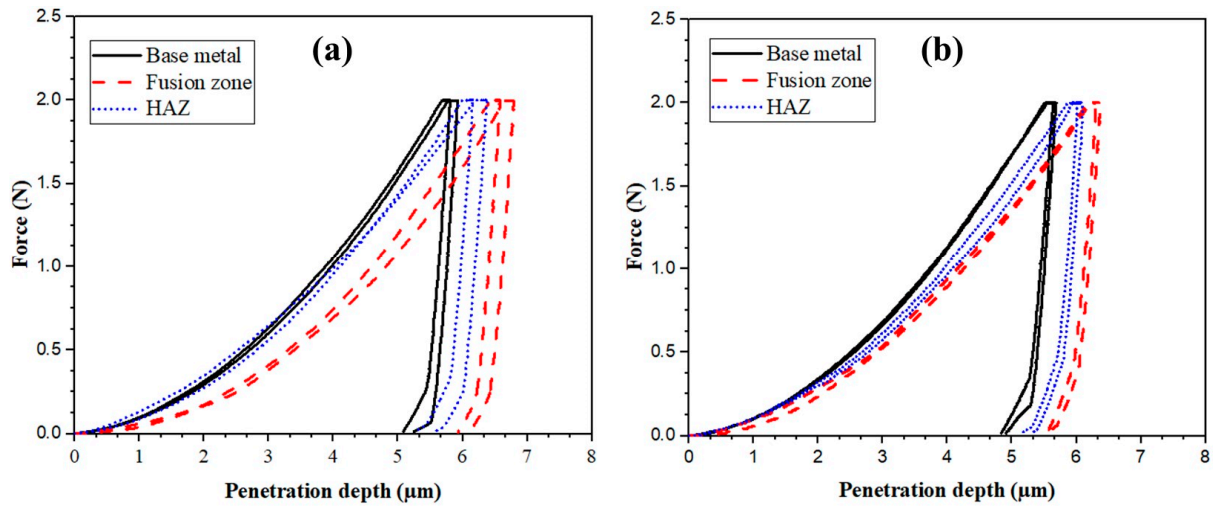 (a)
Base metal
Fusion zone
HAZ
Force (N)
2.5
2.0
1.5
1.0
0.5
0.0
0 1 2 3 4 5 6 7 8
Penetration depth (μm)
(b)
Base metal
Fusion zone
HAZ
Force (N)
2.5
2.0
1.5
1.0
0.5
0.0
0 1 2 3 4 5 6 7 8
Penetration depth (μm)